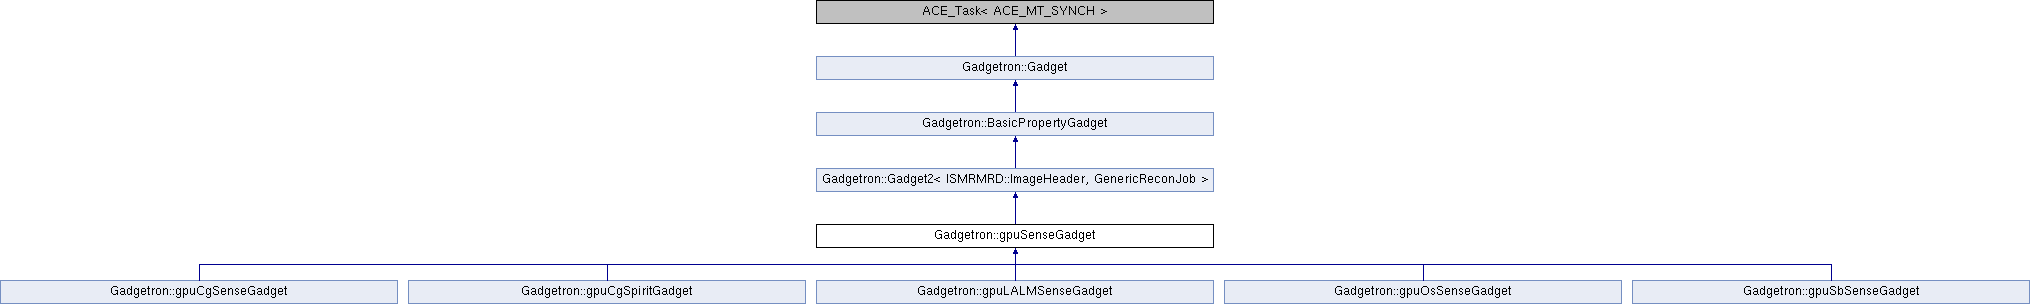 ACE_Task< ACE_MT_SYNCH >
Gadgetron::Gadget
Gadgetron::BasicPropertyGadget
Gadgetron::Gadget2< ISMRMRD::ImageHeader, GenericReconJob >
Gadgetron::gpuSenseGadget
Gadgetron::gpuCgSenseGadget
Gadgetron::gpuCgSpiritGadget
Gadgetron::gpuLALMSenseGadget
Gadgetron::gpuOsSenseGadget
Gadgetron::gpuSbSenseGadget